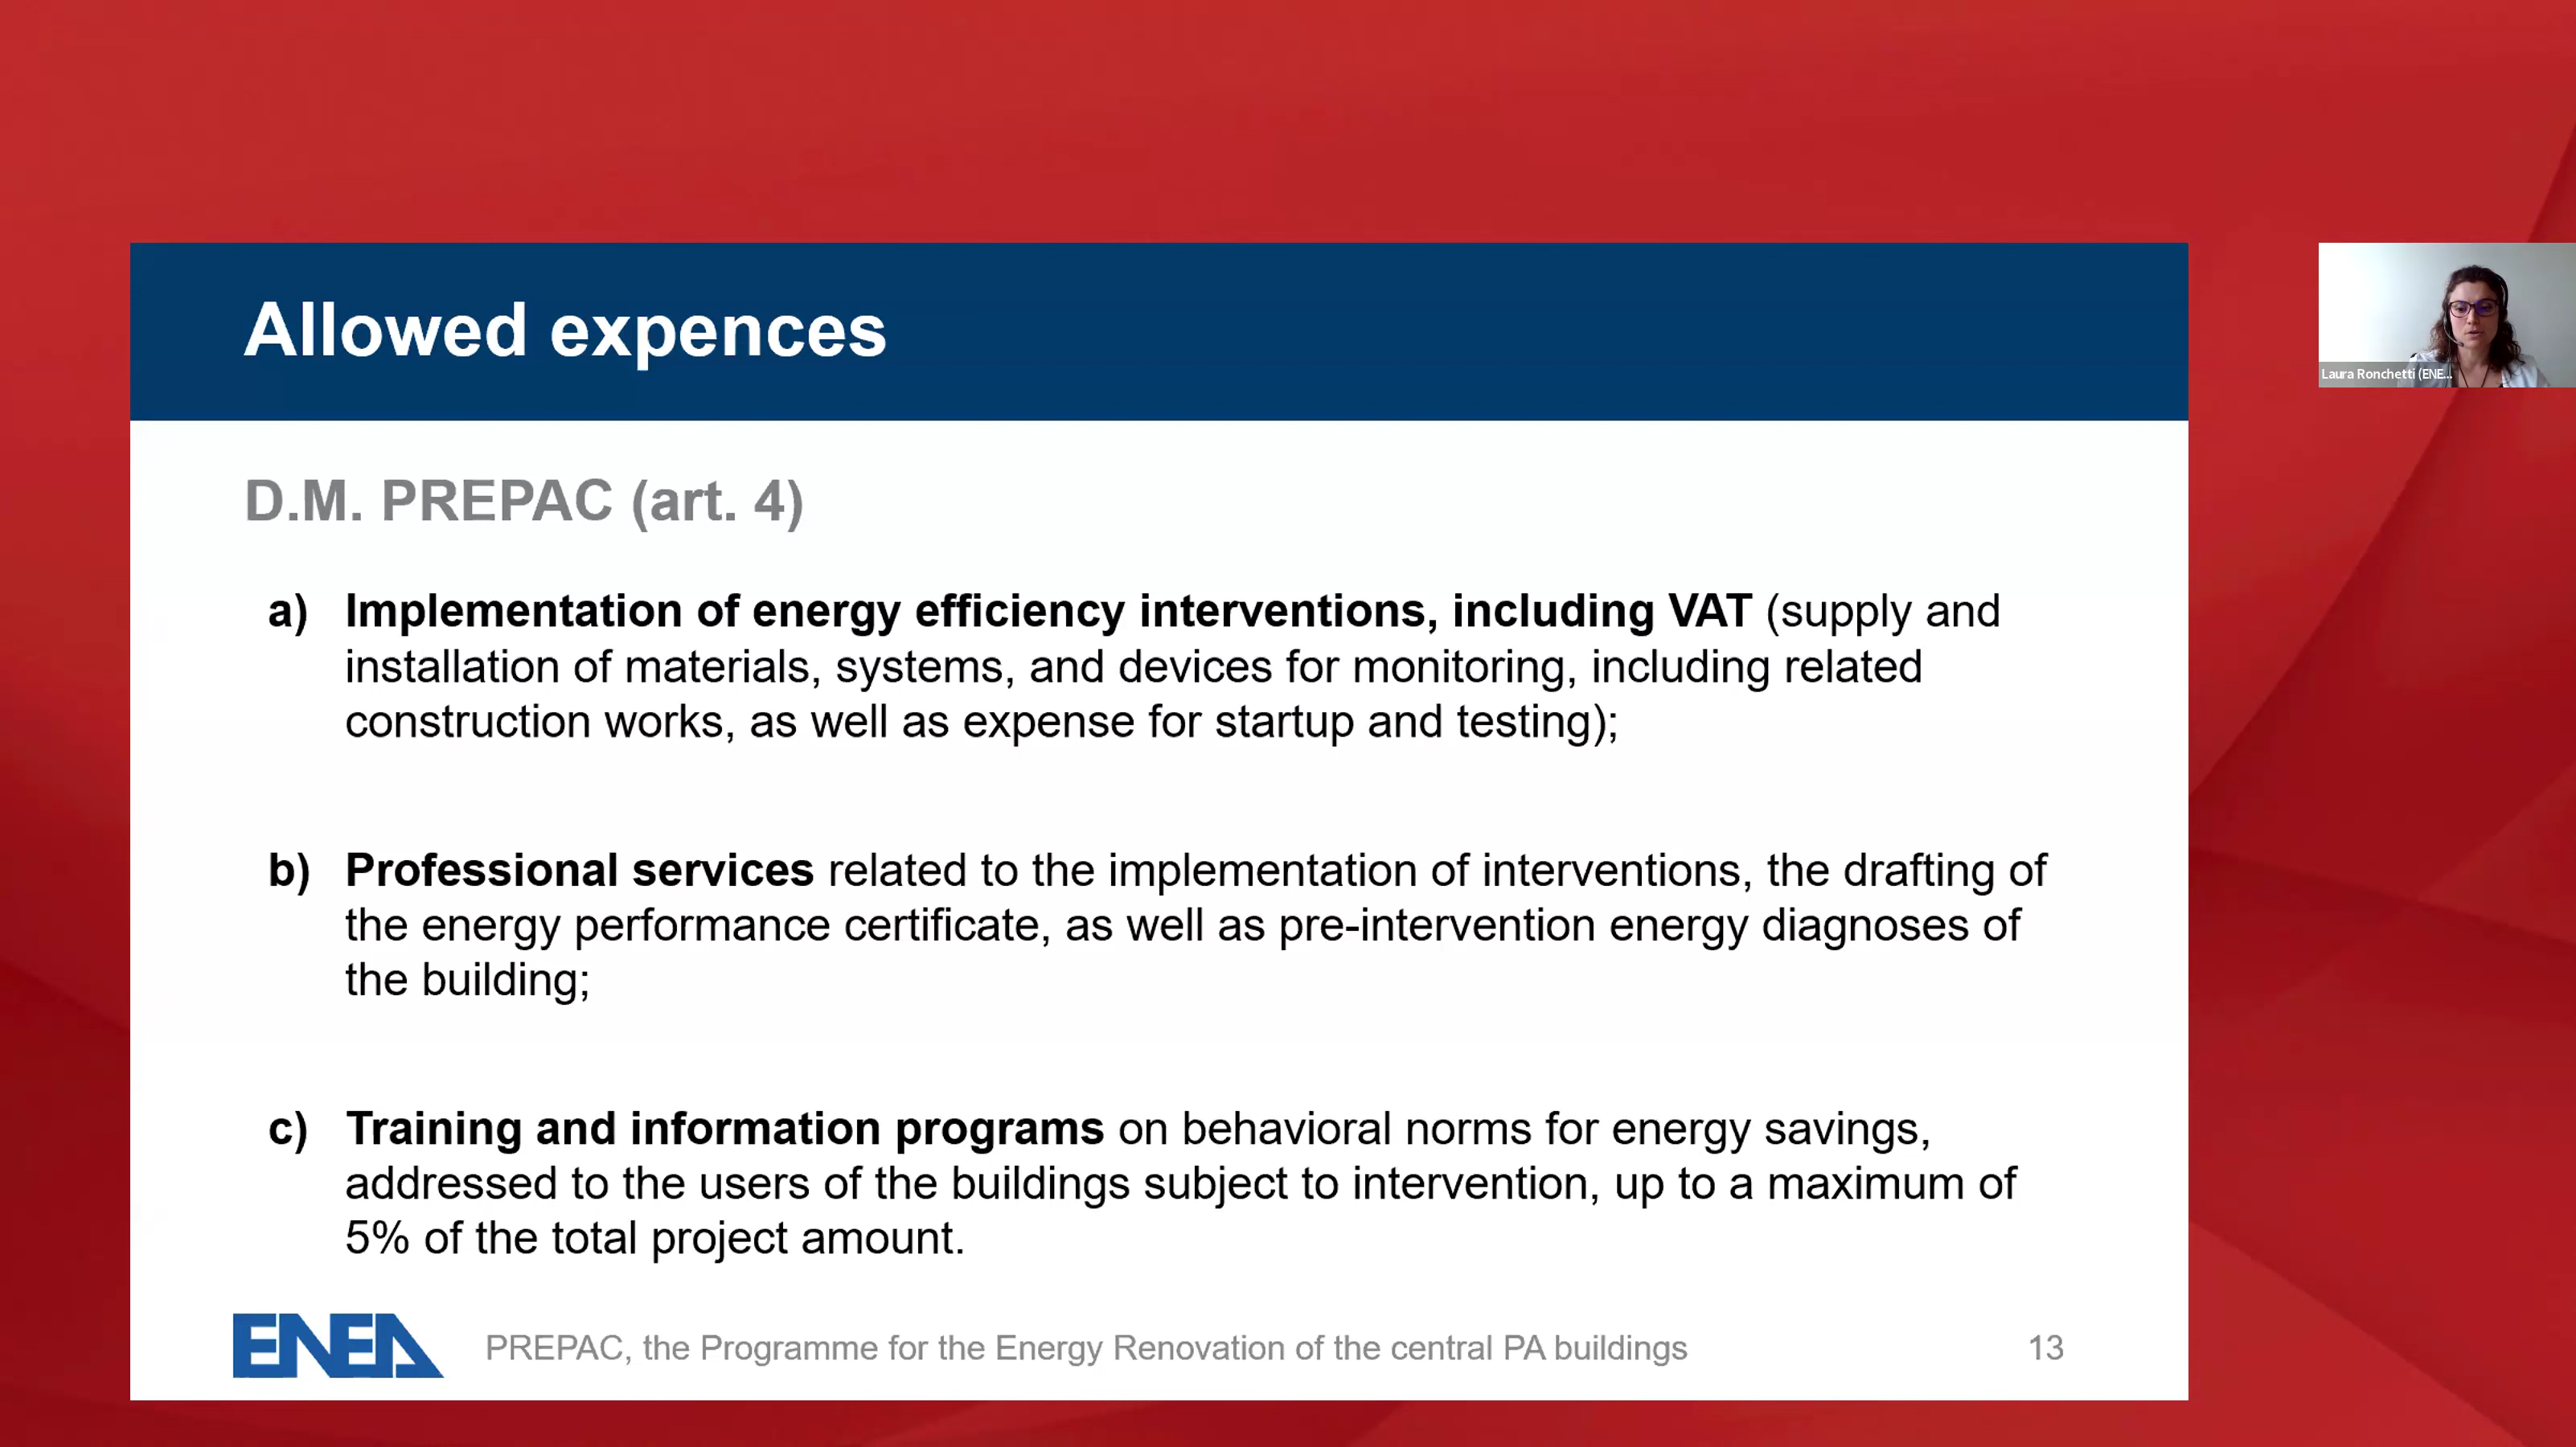 Allowed expences
Laura Ronchetti (ENE...
D.M. PREPAC (art. 4)
a) Implementation of energy efficiency interventions, including VAT (supply and
installation of materials, systems, and devices for monitoring, including related
construction works, as well as expense for startup and testing);
b) Professional services related to the implementation of interventions, the drafting of
the energy performance certificate, as well as pre-intervention energy diagnoses of
the building;
c) Training and information programs on behavioral norms for energy savings,
addressed to the users of the buildings subject to intervention, up to a maximum of
5% of the total project amount.
ENEA PREPAC, the Programme for the Energy Renovation of the central PA buildings 13